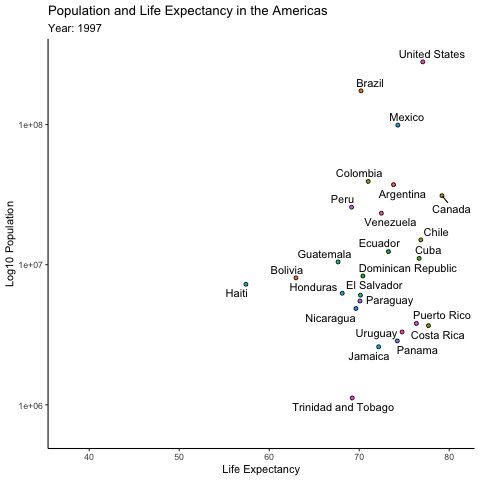 Population and Life Expectancy in the Americas
Year: 1997
United States
Brazil
1e+08
Mexico
Colombia
Argentina
Peru
Canada
Venezuela
Chile
Ecuador
Cuba
Guatemala
1e+07
Dominican Republic
Bolivia
Honduras
El Salvador
Haiti
Paraguay
Nicaragua
Puerto Rico
Uruguay
Costa Rica
Jamaica
Panama
1e+06
Trinidad and Tobago
Log10 Population
40 50 60 70 80
Life Expectancy